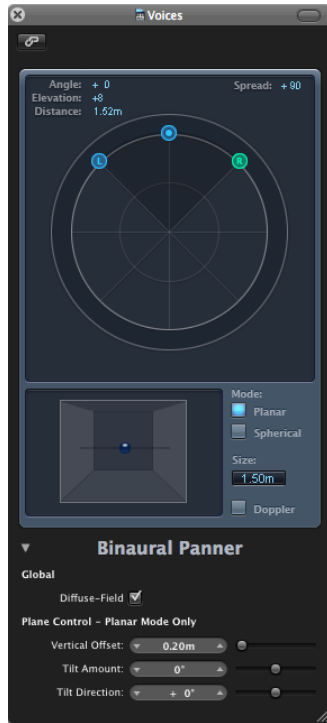 Voices
Angle: + 0 Spread: + 90
Elevation: +8
Distance: 1.52m
L R
Mode:
Planar
Spherical
Size:
1.50m
Doppler
Binaural Panner
Global
Diffuse-Field
Plane Control - Planar Mode Only
Vertical Offset: 0.20m
Tilt Amount: 0°
Tilt Direction: + 0°